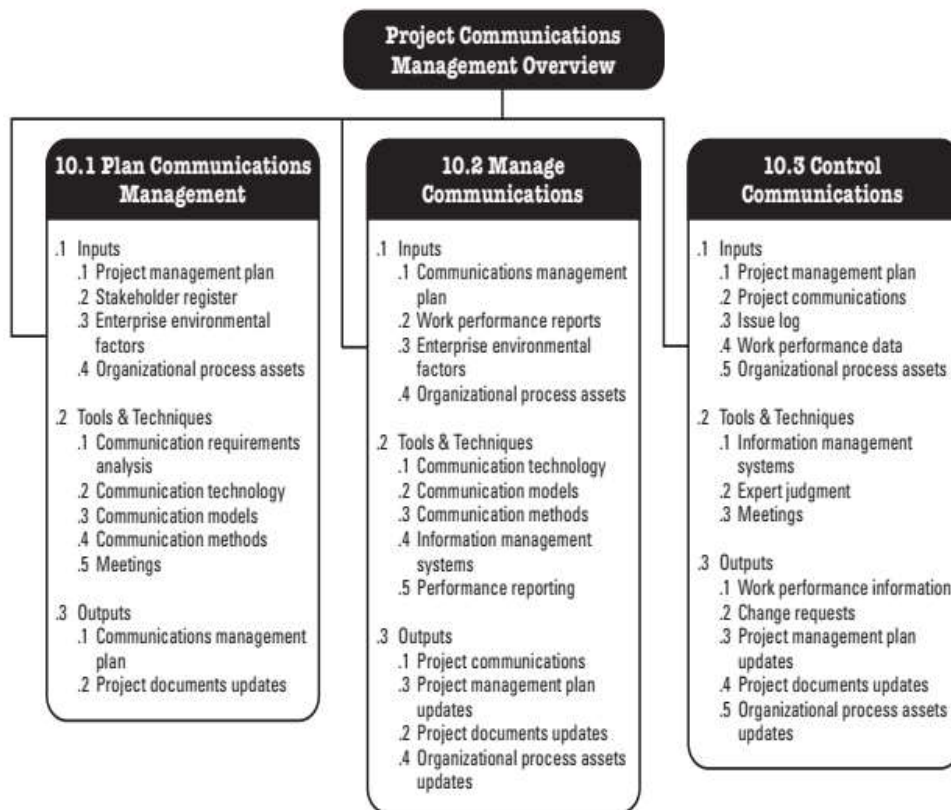 Project Communications
Management Overview
10.1 Plan Communications
Management
.1 Inputs
.1 Project management plan
.2 Stakeholder register
.3 Enterprise environmental
factors
.4 Organizational process assets
.2 Tools & Techniques
.1 Communication requirements
analysis
.2 Communication technology
.3 Communication models
.4 Communication methods
.5 Meetings
.3 Outputs
.1 Communications management
plan
.2 Project documents updates
10.2 Manage
Communications
.1 Inputs
.1 Communications management
plan
.2 Work performance reports
.3 Enterprise environmental
factors
.4 Organizational process assets
.2 Tools & Techniques
.1 Communication technology
.2 Communication models
.3 Communication methods
.4 Information management
systems
.5 Performance reporting
.3 Outputs
.1 Project communications
.3 Project management plan
updates
.2 Project documents updates
.4 Organizational process assets
updates
10.3 Control
Communications
.1 Inputs
.1 Project management plan
.2 Project communications
.3 Issue log
.4 Work performance data
.5 Organizational process assets
.2 Tools & Techniques
.1 Information management
systems
.2 Expert judgment
.3 Meetings
.3 Outputs
.1 Work performance information
.2 Change requests
.3 Project management plan
updates
.4 Project documents updates
.5 Organizational process assets
updates